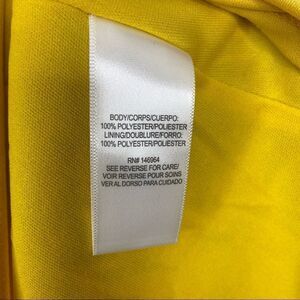 BODY/CORPS/CUERPO:
100% POLYESTER/POLIESTER
LINING/DOUBLURE/FORRO:
100% POLYESTER/POLIESTER
RN# 146964
SEE REVERSE FOR CARE/
VOIR REVERSE POUR SOINS
VER AL DORSO PARA CUIDADO